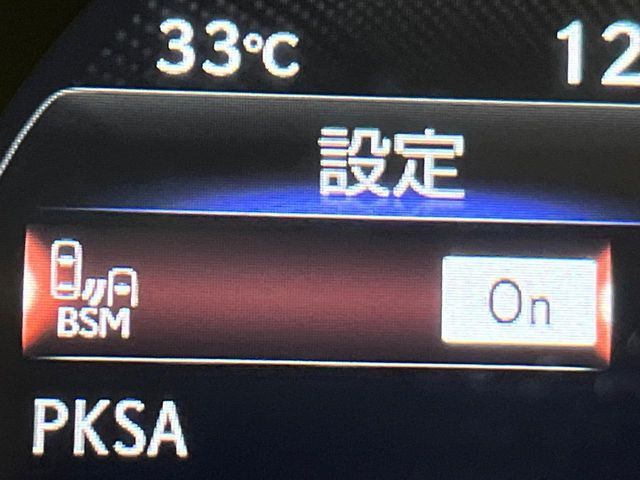 33°C 12
設定
BSM On
PKSA